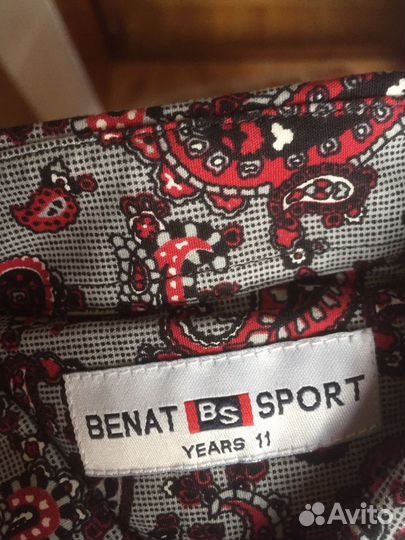 BENAT BS SPORT
YEARS 11
Avito